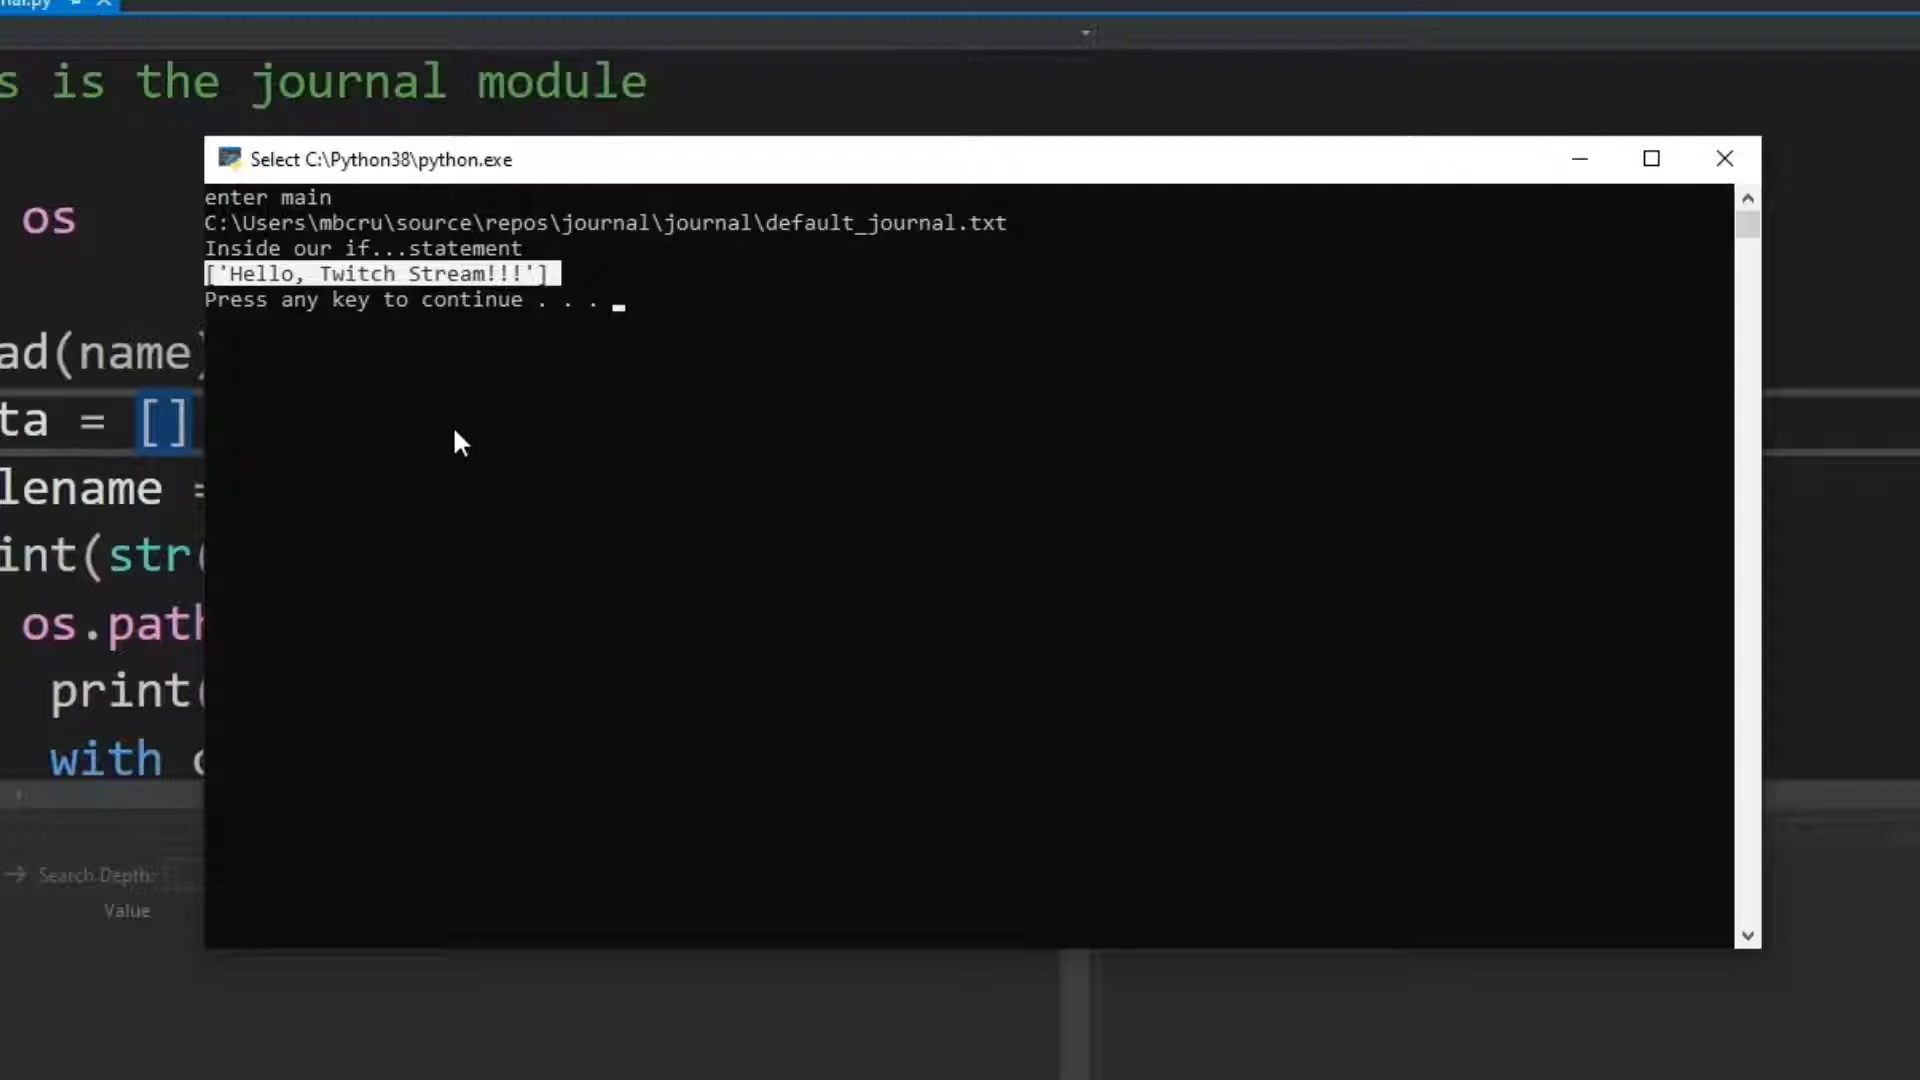 nal.py
s is the journal module
Select C:\Python38\python.exe
enter main
os
C:\Users\mbcru\source\repos\journal\journal\default_journal.txt
Inside our if...statement
['Hello, Twitch Stream!!!']
Press any key to continue . . .
ad(name)
ta = []
lename =
int(str(
os.path
print(
with
Search Depth:
Value